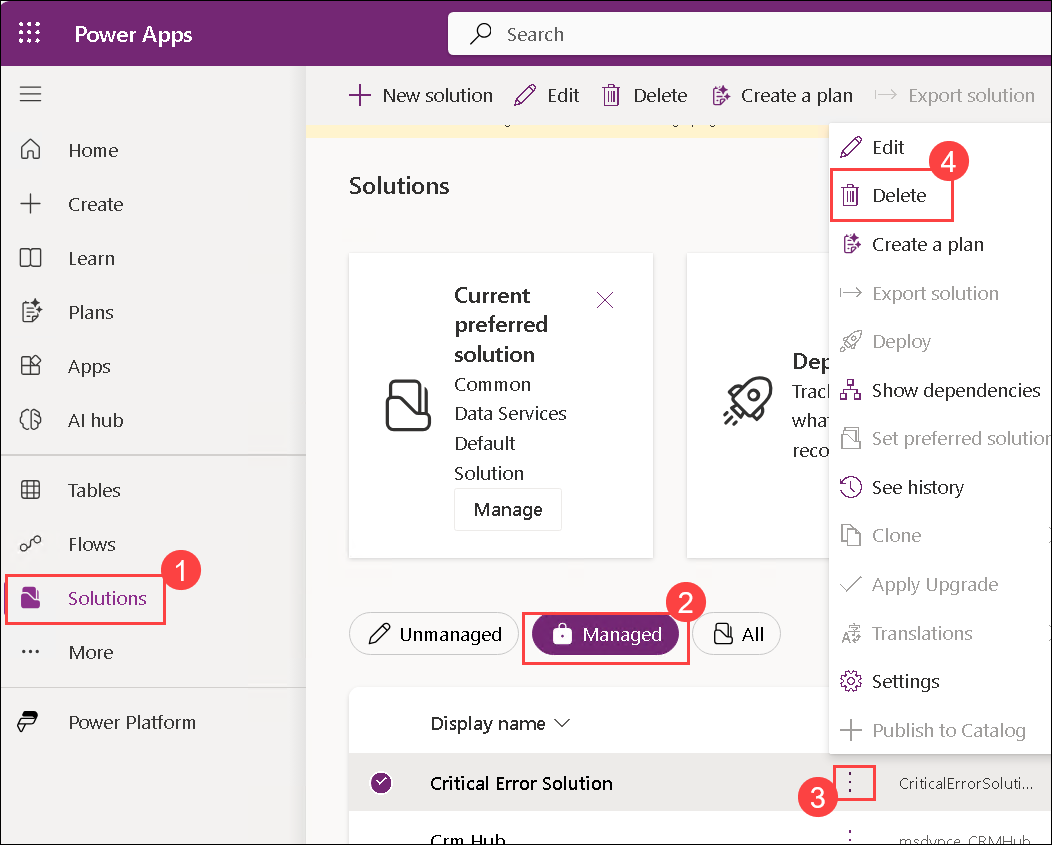 Power Apps
Search
New solution
Edit
Delete
Create a plan
Export solution
Home
Create
Learn
Plans
Apps
AI hub
Tables
Flows
Solutions
1
More
Power Platform
Solutions
Current
preferred
solution
Common
Data Services
Default
Solution
Manage
Dep
Track
what
reco
Edit
4
Delete
Create a plan
Export solution
Deploy
Show dependencies
Set preferred solution
See history
Clone
Apply Upgrade
Translations
Settings
Publish to Catalog
Unmanaged
2
Managed
All
Display name
Critical Error Solution
3
CriticalErrorSoluti...
Crm Hub
msdynce_CRMHub